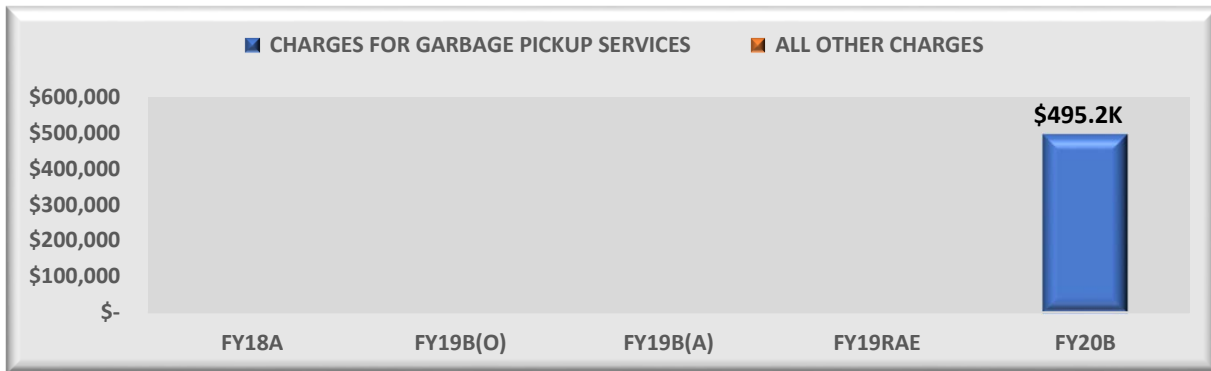 CHARGES FOR GARBAGE PICKUP SERVICES ALL OTHER CHARGES
$600,000
$500,000
$400,000
$300,000
$200,000
$100,000
$-
$495.2K
FY18A FY19B(O) FY19B(A) FY19RAE FY20B